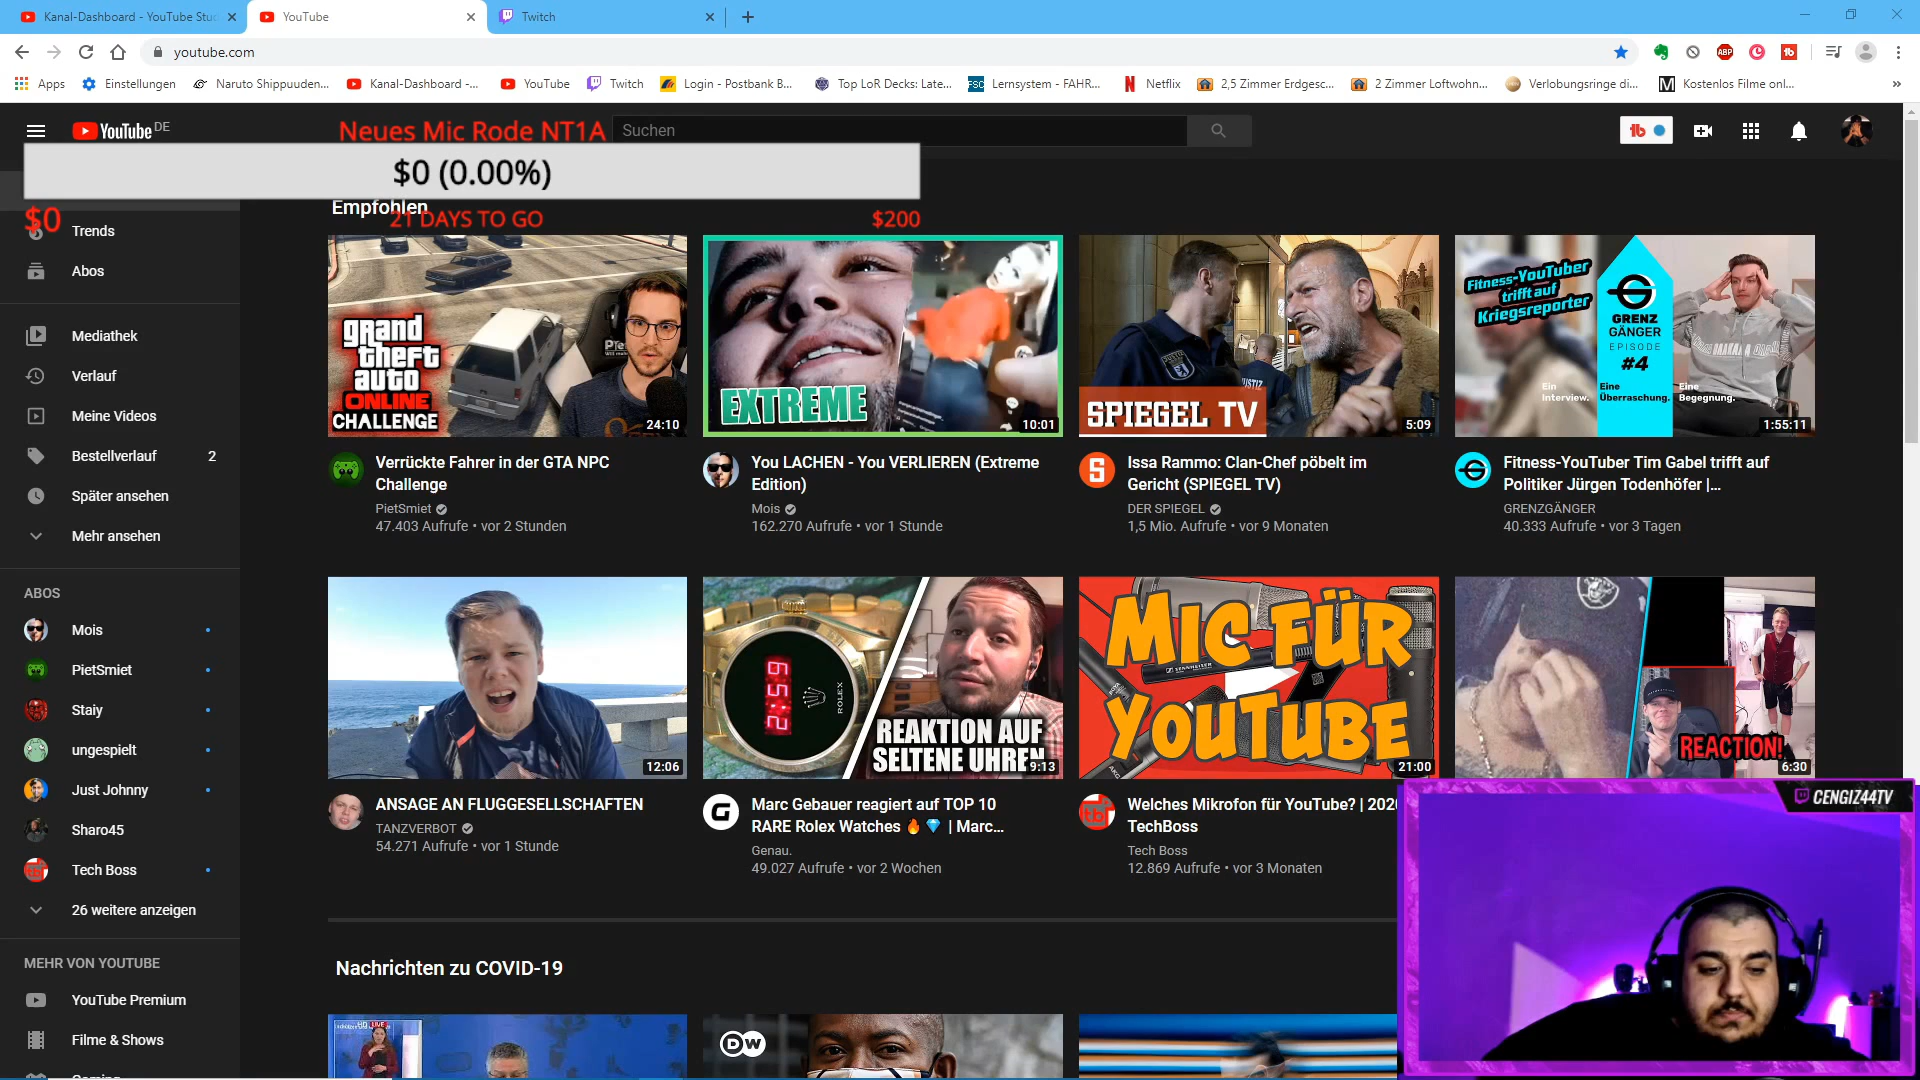 Kanal-Dashboard - YouTube Stu
YouTube
Twitch
youtube.com
Apps
Einstellungen
Naruto Shippuuden...
Kanal-Dashboard -...
YouTube
Twitch
Login - Postbank B...
Top LoR Decks: Late...
Lernsystem - FAHR...
Netflix
2,5 Zimmer Erdgesc...
2 Zimmer Loftwohn...
Verlobungsringe di...
Kostenlos Filme onl...
YouTube DE
Neues Mic Rode NT1A
Suchen
$0 (0.00%)
$0
21 DAYS TO GO
$200
Empfohlen
Trends
Abos
Mediathek
Verlauf
Meine Videos
Bestellverlauf 2
Später ansehen
Mehr ansehen
ABOS
Mois
PietSmiet
Staiy
ungespielt
Just Johnny
Sharo45
Tech Boss
26 weitere anzeigen
MEHR VON YOUTUBE
YouTube Premium
Filme & Shows
Gaming
grand
theft
auto
ONLINE
CHALLENGE
24:10
Verrückte Fahrer in der GTA NPC
Challenge
PietSmiet
47.403 Aufrufe • vor 2 Stunden
EXTREME
10:01
You LACHEN - You VERLIEREN (Extreme
Edition)
Mois
162.270 Aufrufe • vor 1 Stunde
SPIEGEL TV
5:09
Issa Rammo: Clan-Chef pöbelt im
Gericht (SPIEGEL TV)
DER SPIEGEL
1,5 Mio. Aufrufe • vor 9 Monaten
Fitness-YouTuber
trifft auf
Kriegsreporter
GRENZ
GÄNGER
EPISODE
#4
Ein
Interview.
Eine
Überraschung.
Eine
Begegnung.
1:55:11
Fitness-YouTuber Tim Gabel trifft auf
Politiker Jürgen Todenhöfer |...
GRENZGÄNGER
40.333 Aufrufe • vor 3 Tagen
12:06
ANSAGE AN FLUGGESELLSCHAFTEN
TANZVERBOT
54.271 Aufrufe • vor 1 Stunde
ROLEX
REAKTION AUF
SELTENE UHREN
9:13
Marc Gebauer reagiert auf TOP 10
RARE Rolex Watches 🔥 💎 | Marc...
Genau.
49.027 Aufrufe • vor 2 Wochen
MIC FÜR
YOUTUBE
SENNHEISER
21:00
Welches Mikrofon für YouTube? | 2020
TechBoss
Tech Boss
12.869 Aufrufe • vor 3 Monaten
REACTION!
6:30
CENGIZ44TV
Nachrichten zu COVID-19
DW